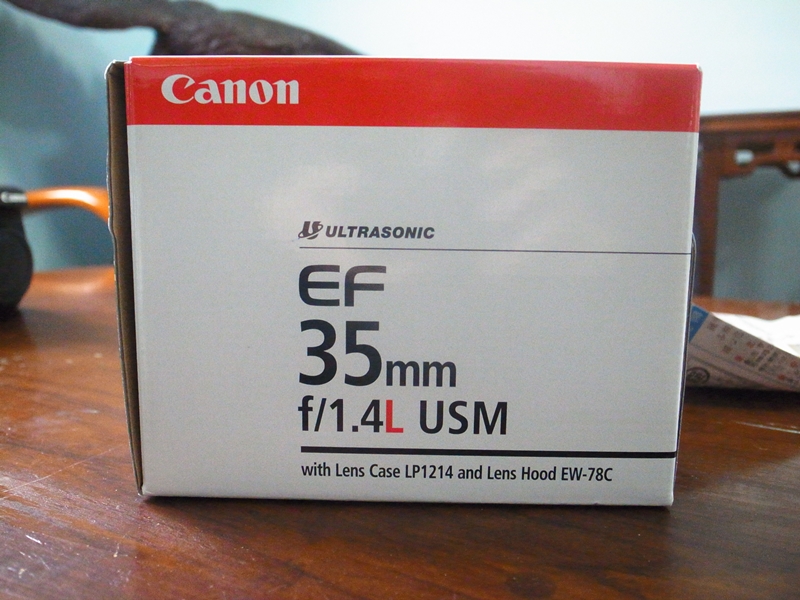 Canon
ULTRASONIC
EF
35mm
f/1.4L USM
with Lens Case LP1214 and Lens Hood EW-78C